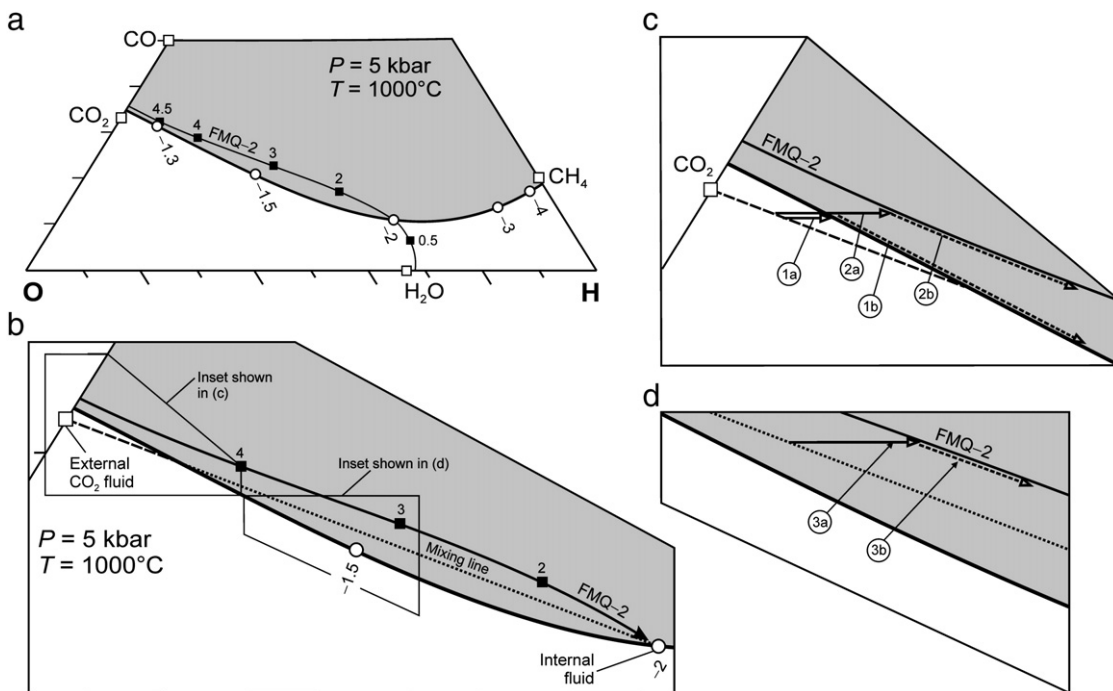 a
CO
CO₂
P = 5 kbar
T = 1000°C
4.5
4
FMQ–2
3
2
0.5
–1.3
–1.5
–2
–3
–4
CH₄
O
H₂O
H
b
Inset shown
in (c)
4
Inset shown in (d)
External
CO₂ fluid
3
P = 5 kbar
T = 1000°C
–1.5
Mixing line
2
FMQ–2
Internal
fluid
–2
c
CO₂
FMQ–2
1a
2a
1b
2b
d
FMQ–2
3a
3b